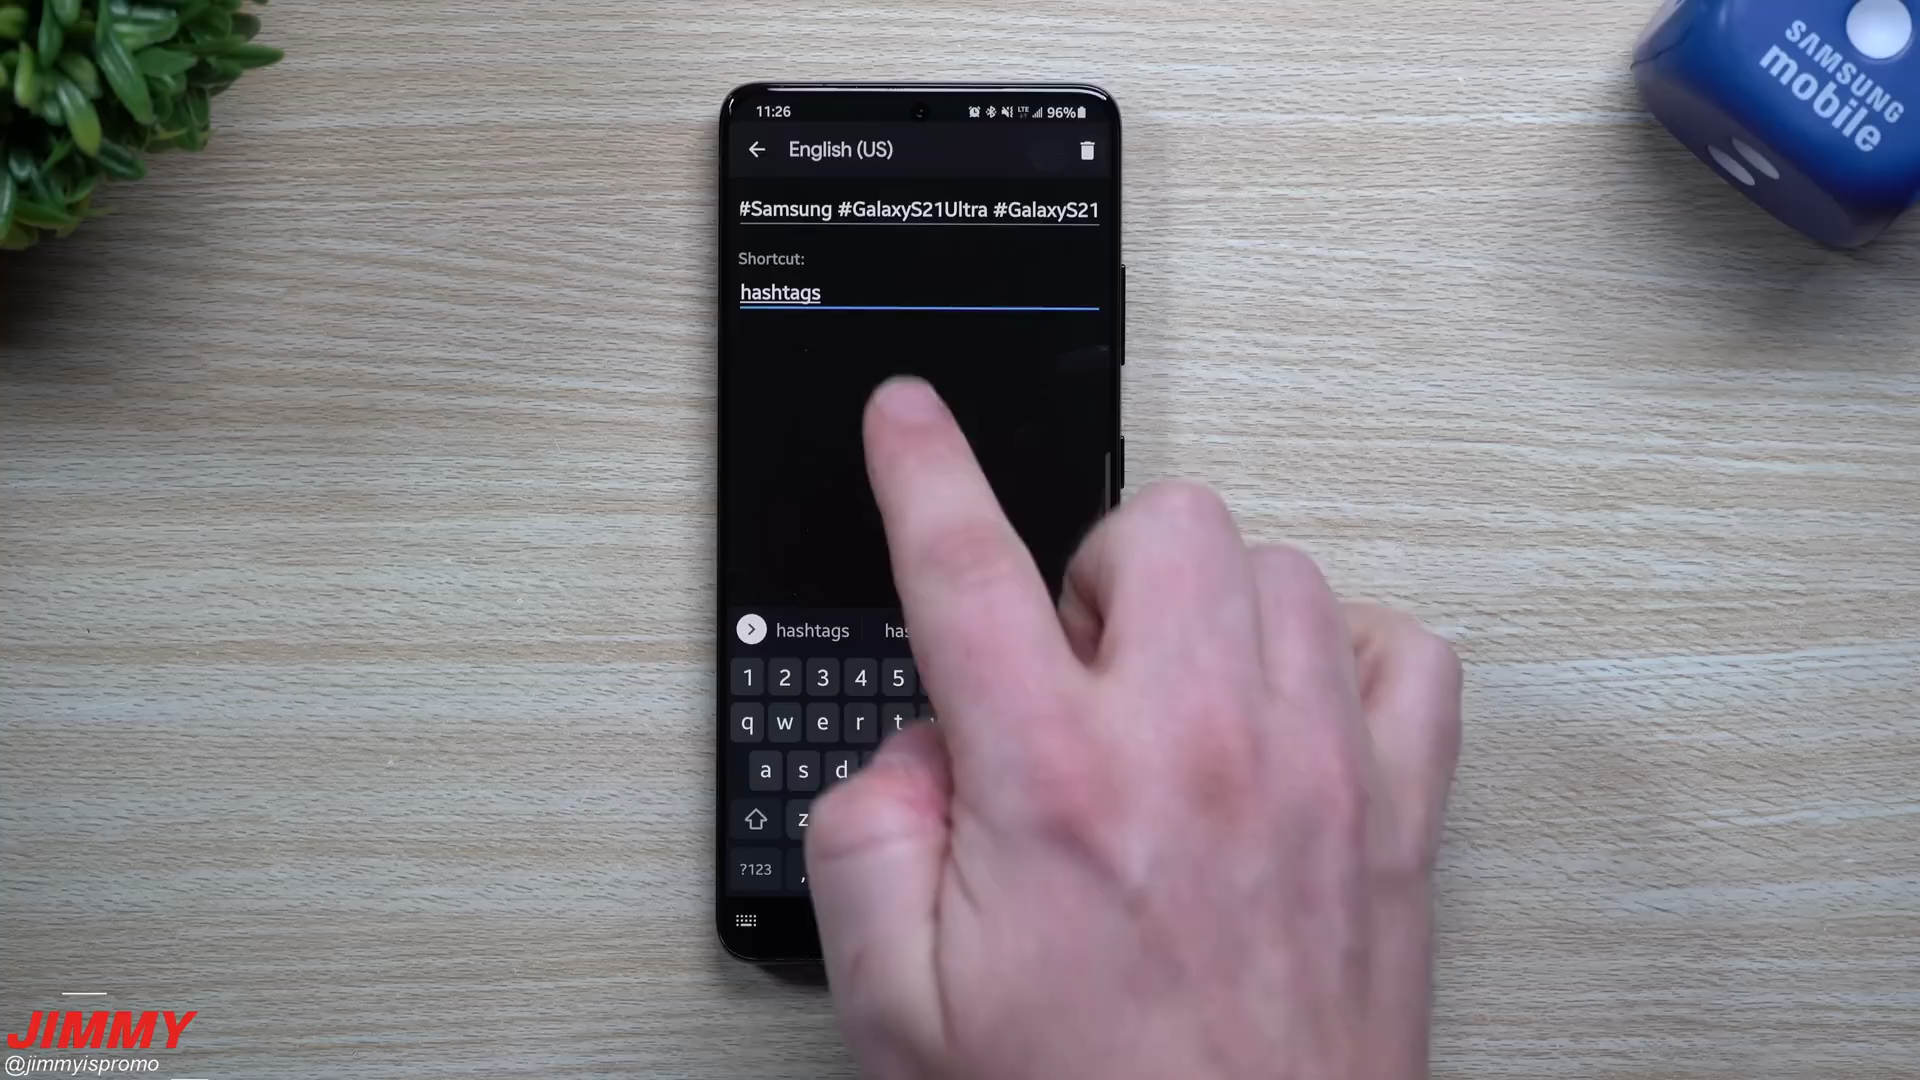 SAMSUNG
mobile
11:26
LTE
96%
English (US)
#Samsung #GalaxyS21Ultra #GalaxyS21
Shortcut:
hashtags
hashtags
1 2 3 4 5
q w e r t
a s d
z
?123 ,
JIMMY
@jimmyispromo